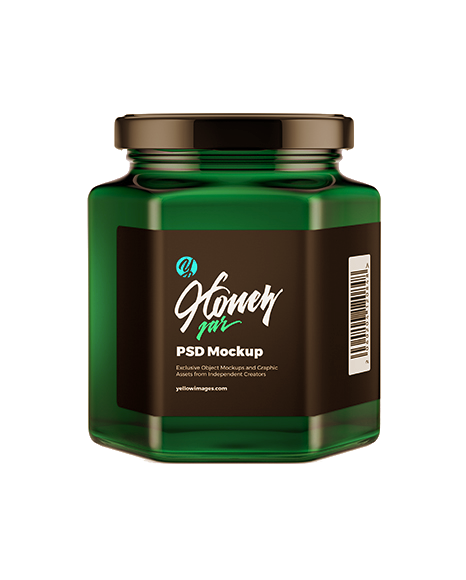 Honey
jar
PSD Mockup
Exclusive Object Mockups and Graphic
Assets from Independent Creators
yellowimages.com